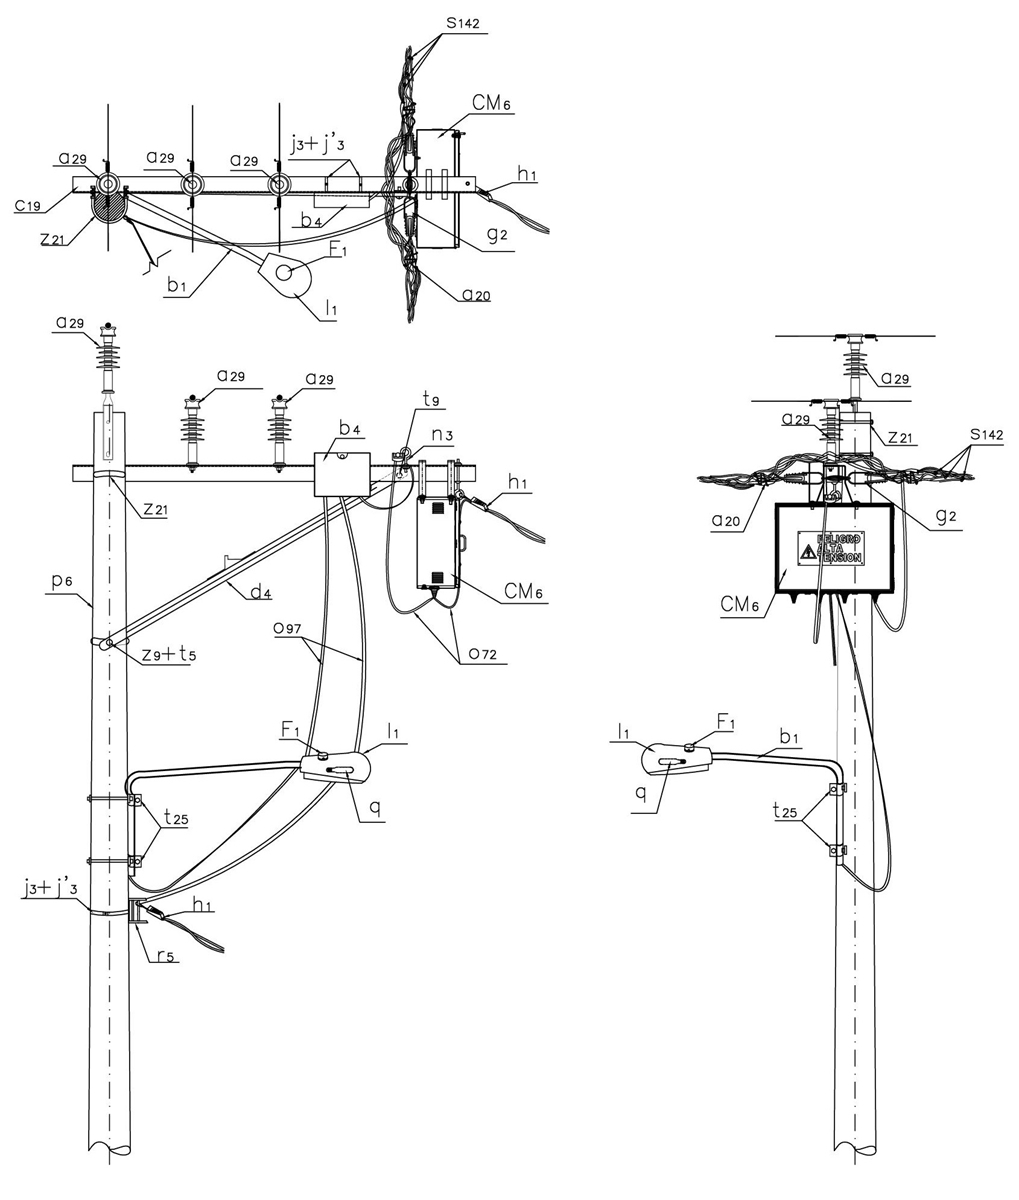 S142
CM6
j3+j'3
a29
a29
a29
h1
C19
b4
g2
Z21
F1
b1
a20
l1
a29
a29
a29
t9
b4
n3
h1
Z21
p6
d4
CM6
O97
Z9+t5
O72
F1
l1
q
t25
j3+j'3
h1
r5
a29
a29
Z21
S142
a20
g2
PELIGRO
ALTA
TENSION
CM6
F1
l1
b1
q
t25